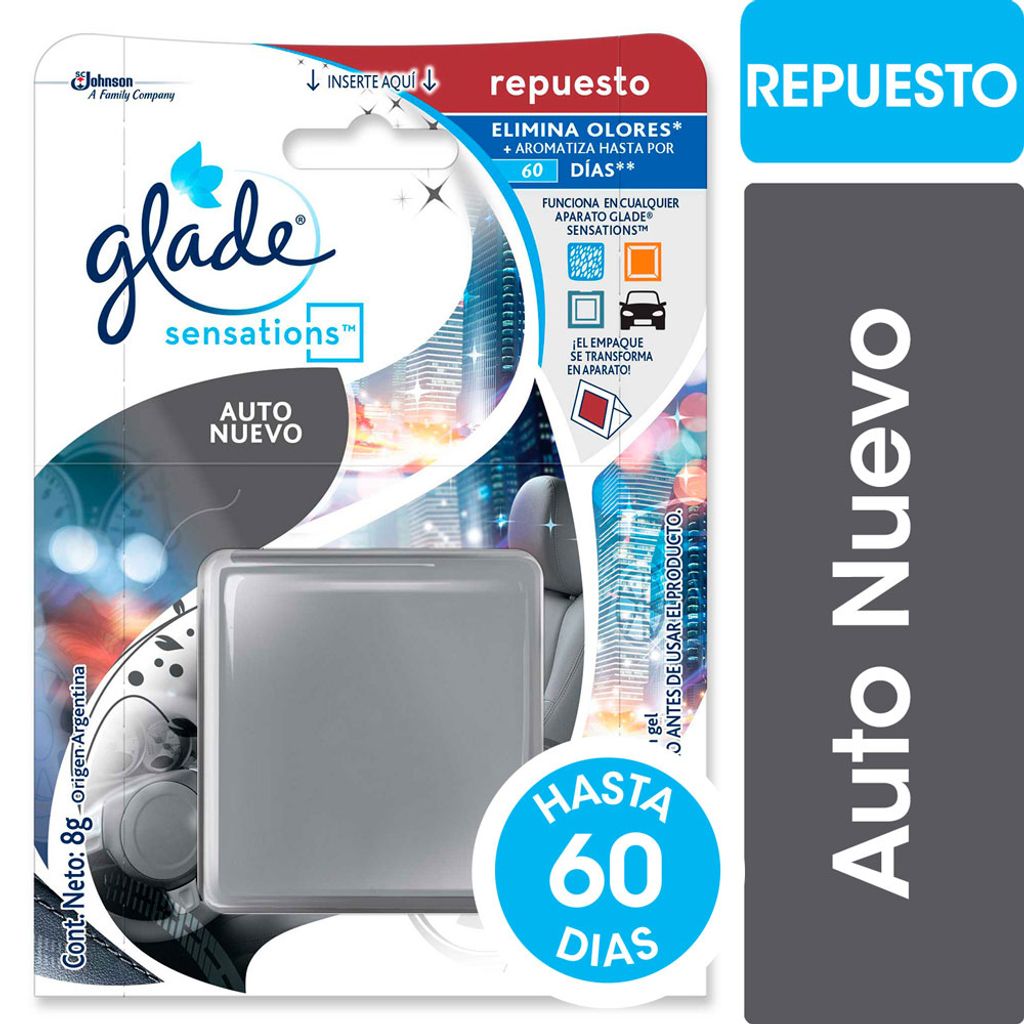 SC Johnson
A Family Company
↓ INSERTE AQUÍ ↓
repuesto
ELIMINA OLORES*
+ AROMATIZA HASTA POR
60 DÍAS**
glade®
sensations™
FUNCIONA EN CUALQUIER
APARATO GLADE®
SENSATIONS™
¡EL EMPAQUE
SE TRANSFORMA
EN APARATO!
AUTO
NUEVO
Cont. Neto: 8g - Origen Argentina
gel
ANTES DE USAR EL PRODUCTO.
HASTA
60
DIAS
REPUESTO
Auto Nuevo